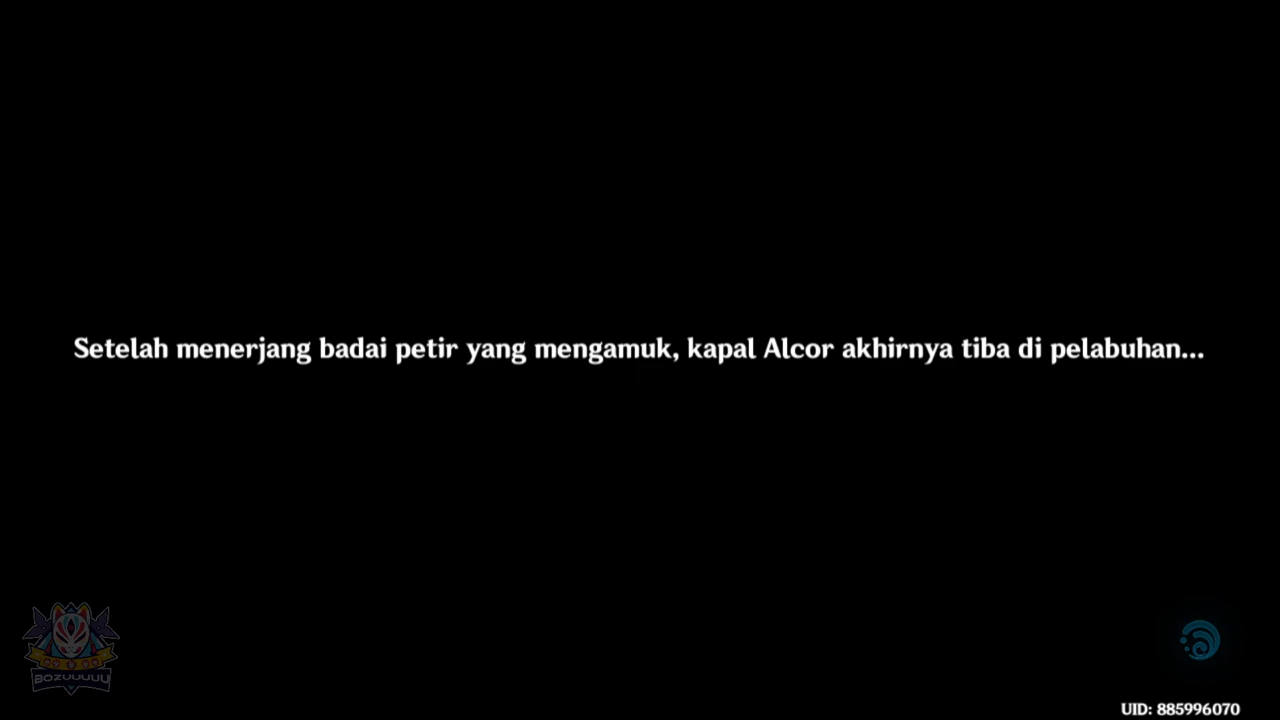 Setelah menerjang badai petir yang mengamuk, kapal Alcor akhirnya tiba di pelabuhan...
BOZUUUUU
UID: 885996070